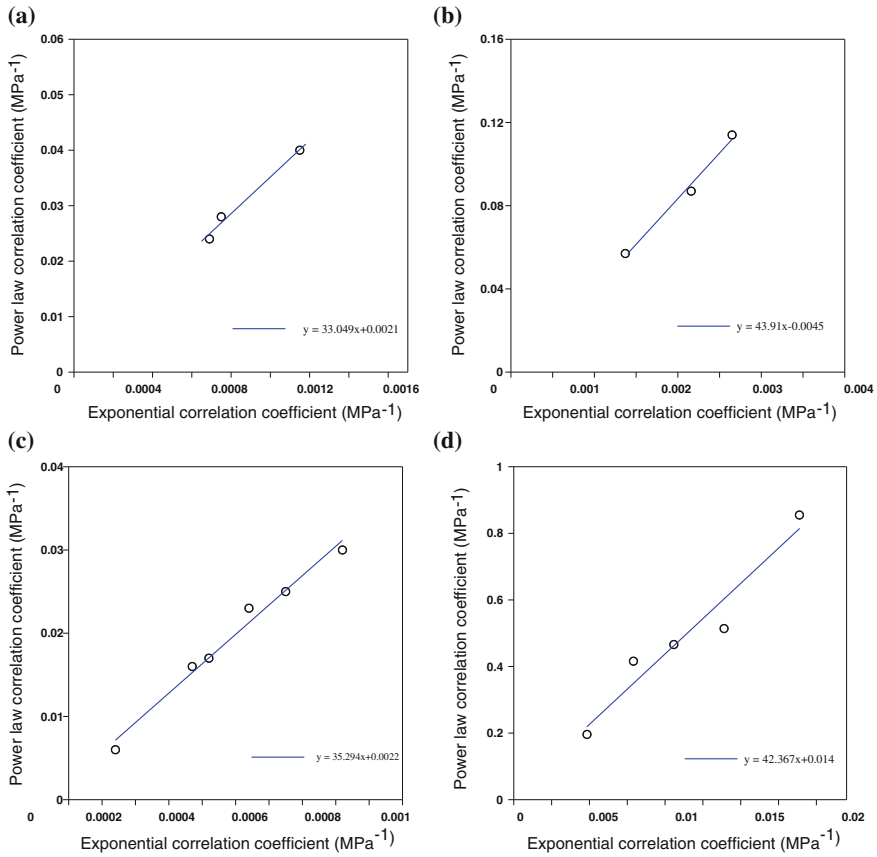 (a)
0.06
0.05
0.04
0.03
0.02
0.01
0
Power law correlation coefficient (MPa-1)
y = 33.049x+0.0021
0 0.0004 0.0008 0.0012 0.0016
Exponential correlation coefficient (MPa-1)
(b)
0.16
0.12
0.08
0.04
0
Power law correlation coefficient (MPa-1)
y = 43.91x-0.0045
0 0.001 0.002 0.003 0.004
Exponential correlation coefficient (MPa-1)
(c)
0.04
0.03
0.02
0.01
0
Power law correlation coefficient (MPa-1)
y = 35.294x+0.0022
0 0.0002 0.0004 0.0006 0.0008 0.001
Exponential correlation coefficient (MPa-1)
(d)
1
0.8
0.6
0.4
0.2
0
Power law correlation coefficient (MPa-1)
y = 42.367x+0.014
0 0.005 0.01 0.015 0.02
Exponential correlation coefficient (MPa-1)